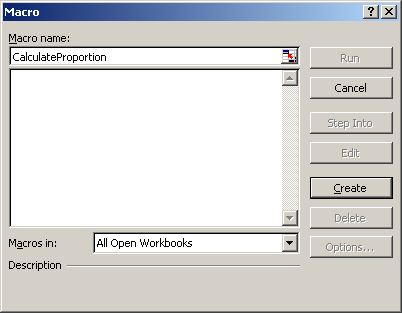 Macro
Macro name:
CalculateProportion
Run
Cancel
Step Into
Edit
Create
Delete
Macros in:
All Open Workbooks
Options...
Description